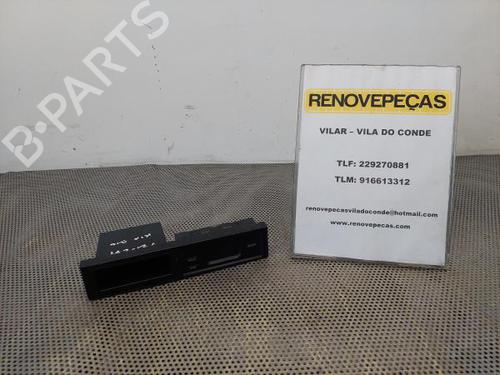 B-PARTS
RENOVEPEÇAS
VILAR – VILA DO CONDE
TLF: 229270881
TLM: 916613312
renovepecasviladoconde@hotmail.com
www.renovepecas.com